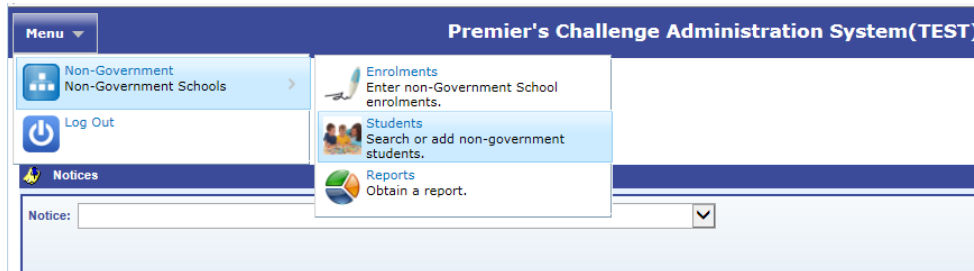 Menu
Premier's Challenge Administration System(TEST)
Non-Government
Non-Government Schools
Log Out
Enrolments
Enter non-Government School
enrolments.
Students
Search or add non-government
students.
Reports
Obtain a report.
Notices
Notice: